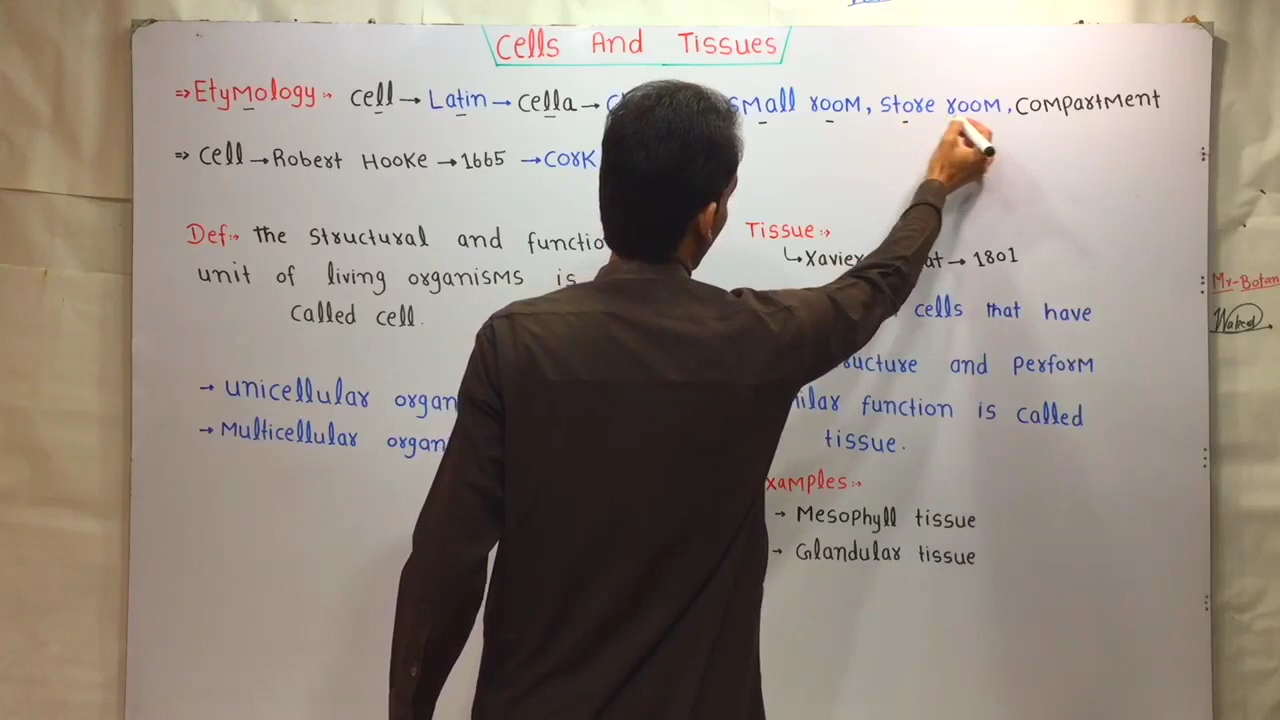 Cells And Tissues
⇒ Etymology :- cell → Latin → cella → small room, store room, compartment
⇒ cell → Robert Hooke → 1665 → Cork
Def:- the structural and functio
unit of living organisms is
called cell.
→ unicellular organ
→ Multicellular organ
Tissue :-
↳ Xavier at → 1801
cells that have
ucture and perform
ilar function is called
tissue.
xamples :-
→ Mesophyll tissue
→ Glandular tissue
Mr-Botan
Waheed